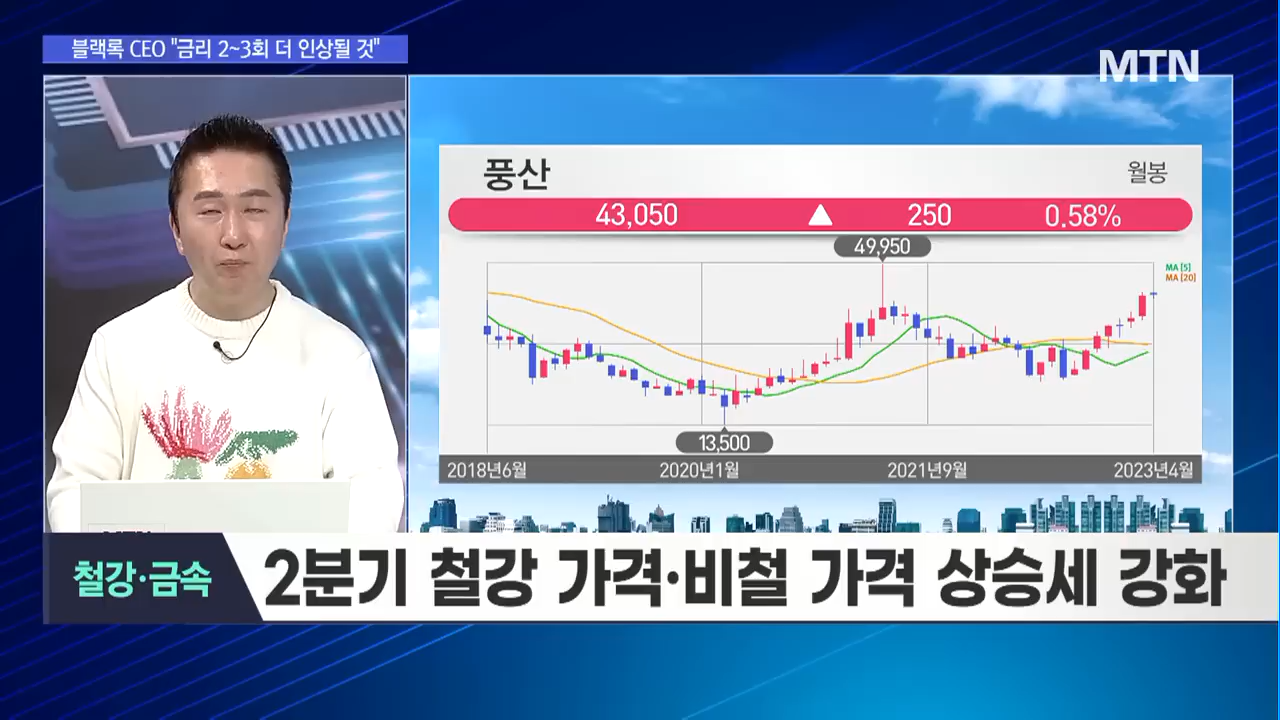 블랙록 CEO "금리 2~3회 더 인상될 것"
MTN
풍산
월봉
43,050 ▲ 250 0.58%
49,950
MA [5]
MA [20]
13,500
2018년6월 2020년1월 2021년9월 2023년4월
철강·금속
2분기 철강 가격·비철 가격 상승세 강화